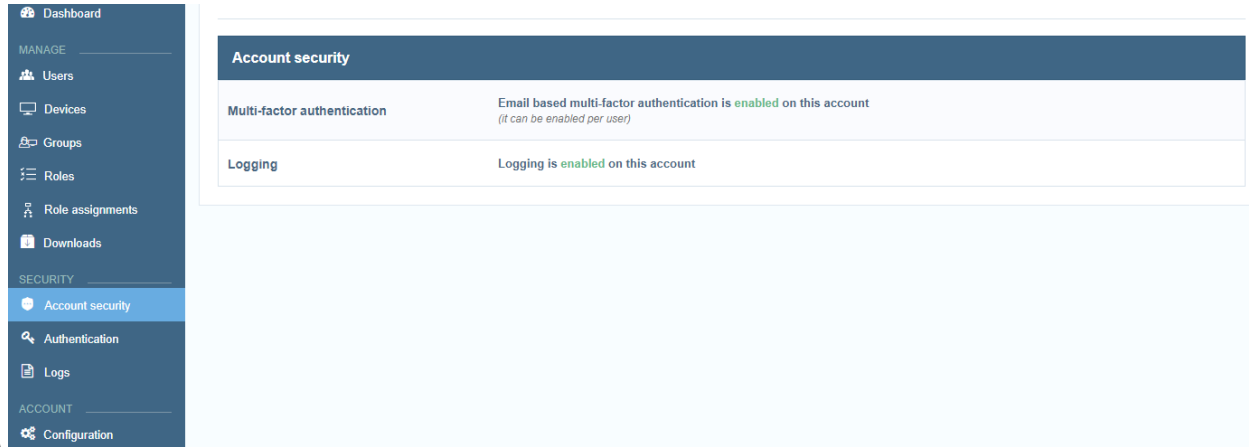 Dashboard
MANAGE
Users
Devices
Groups
Roles
Role assignments
Downloads
SECURITY
Account security
Authentication
Logs
ACCOUNT
Configuration
Account security
Multi-factor authentication
Email based multi-factor authentication is enabled on this account
(it can be enabled per user)
Logging
Logging is enabled on this account